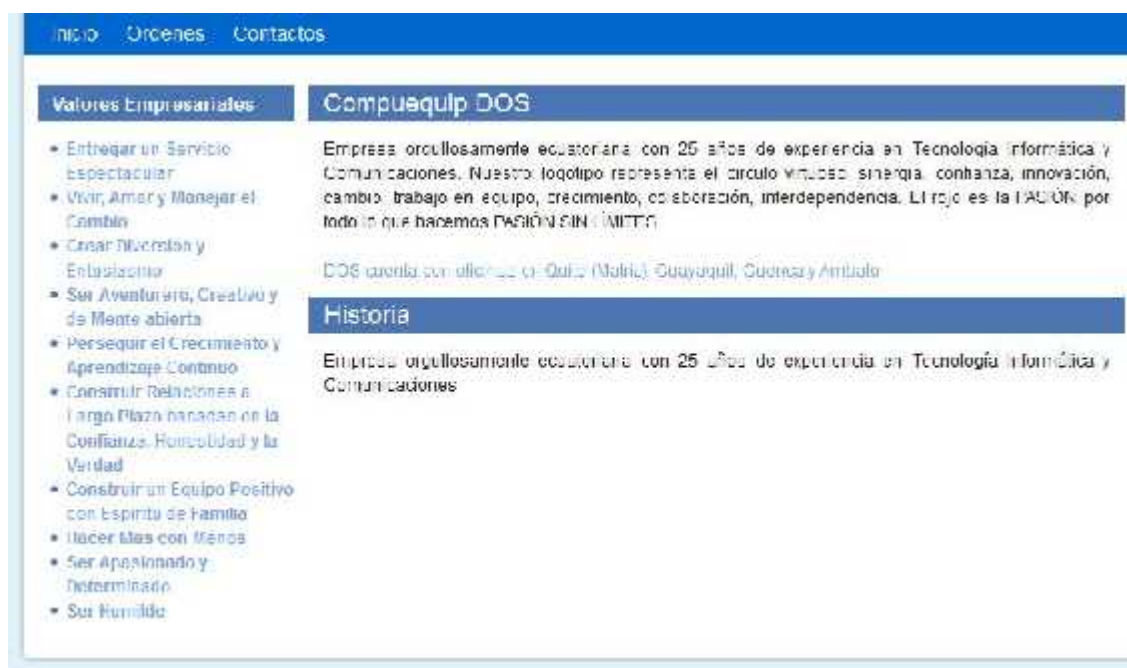 Inicio Ordenes Contactos
Valores Empresariales
• Entregar un Servicio
Espectacular
• Vivir, Amar y Manejar el
Cambio
• Crear Diversion y
Entusiasmo
• Ser Aventurero, Creativo y
de Mente abierta
• Perseguir el Crecimiento y
Aprendizaje Continuo
• Construir Relaciones a
Largo Plazo basadas en la
Confianza, Honestidad y la
Verdad
• Construir un Equipo Positivo
con Espiritu de Familia
• Hacer Mas con Menos
• Ser Apasionado y
Determinado
• Ser Humilde
Compuequip DOS
Empresa orgullosamente ecuatoriana con 25 años de experiencia en Tecnología Informática y
Comunicaciones. Nuestro logotipo representa el circulo virtuoso: sinergia, confianza, innovación,
cambio, trabajo en equipo, crecimiento, colaboración, interdependencia. El rojo es la PASIÓN por
todo lo que hacemos PASIÓN SIN LÍMITES
DOS cuenta con oficinas en Quito (Matriz), Guayaquil, Cuenca y Ambato
Historia
Empresa orgullosamente ecuatoriana con 25 años de experiencia en Tecnología Informática y
Comunicaciones